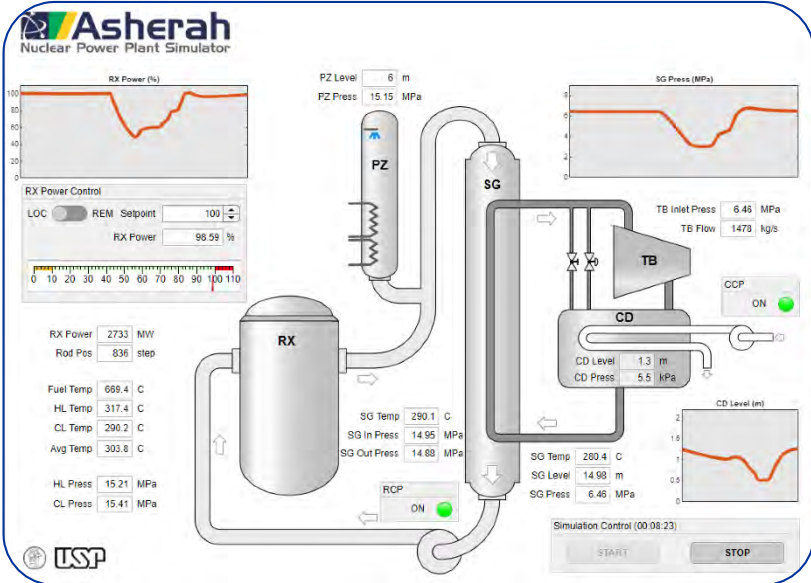 Asherah
Nuclear Power Plant Simulator
RX Power (%)
100
80
60
40
20
0
RX Power Control
LOC REM Setpoint 100
RX Power 98.59 %
0 10 20 30 40 50 60 70 80 90 100 110
PZ Level 6 m
PZ Press 15.15 MPa
PZ
SG
SG Press (MPa)
8
6
4
2
0
TB Inlet Press 6.46 MPa
TB Flow 1478 kg/s
TB
CCP
ON
CD
CD Level 1.3 m
CD Press 5.5 kPa
RX Power 2733 MW
Rod Pos 836 step
Fuel Temp 669.4 C
HL Temp 317.4 C
CL Temp 290.2 C
Avg Temp 303.8 C
HL Press 15.21 MPa
CL Press 15.41 MPa
RX
SG Temp 290.1 C
SG In Press 14.95 MPa
SG Out Press 14.88 MPa
RCP
ON
SG Temp 280.4 C
SG Level 14.98 m
SG Press 6.46 MPa
CD Level (m)
2
1.5
1
0.5
0
Simulation Control (00:08:23)
START STOP
USP